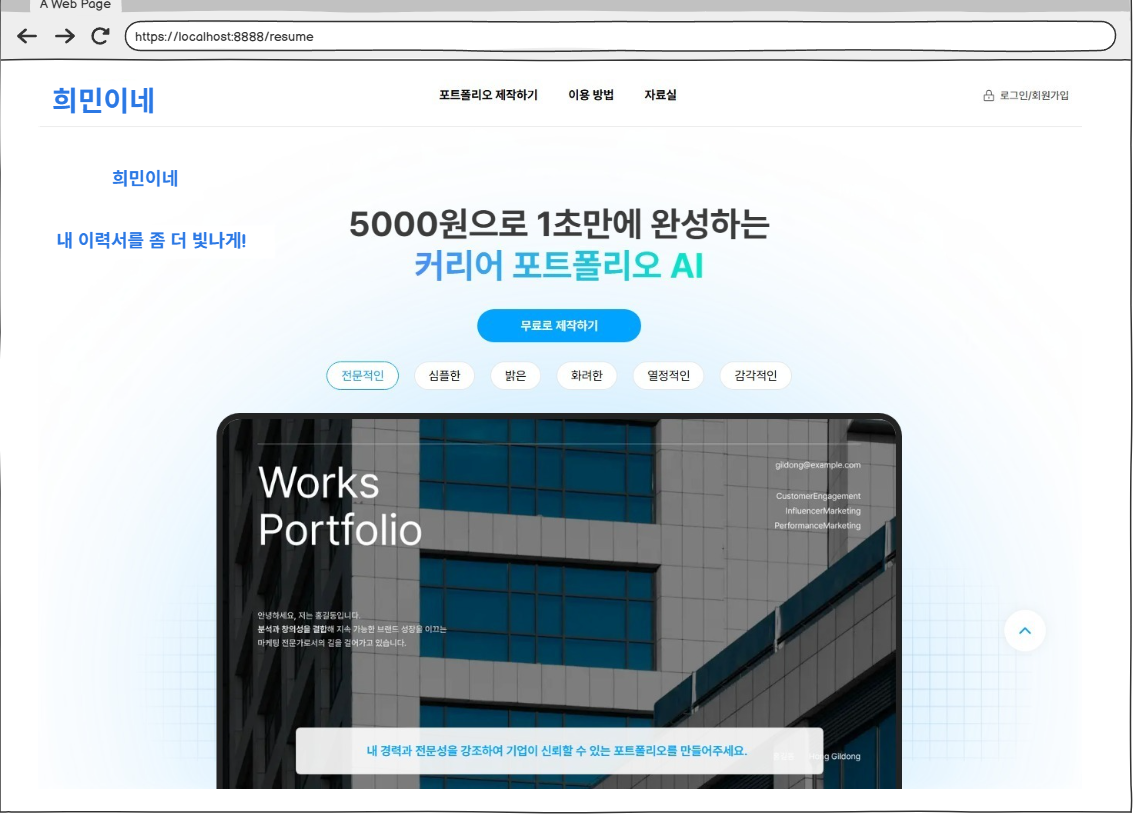 A Web Page
https://localhost:8888/resume
희민이네
포트폴리오 제작하기
이용 방법
자료실
로그인/회원가입
희민이네
내 이력서를 좀 더 빛나게!
5000원으로 1초만에 완성하는
커리어 포트폴리오 AI
무료로 제작하기
전문적인
심플한
밝은
화려한
열정적인
감각적인
Works
Portfolio
gildong@example.com
CustomerEngagement
InfluencerMarketing
PerformanceMarketing
안녕하세요, 저는 홍길동입니다.
분석과 창의성을 결합해 지속 가능한 브랜드 성장을 이끄는
마케팅 전문가로서의 길을 걸어가고 있습니다.
내 경력과 전문성을 강조하여 기업이 신뢰할 수 있는 포트폴리오를 만들어주세요.
Gildong